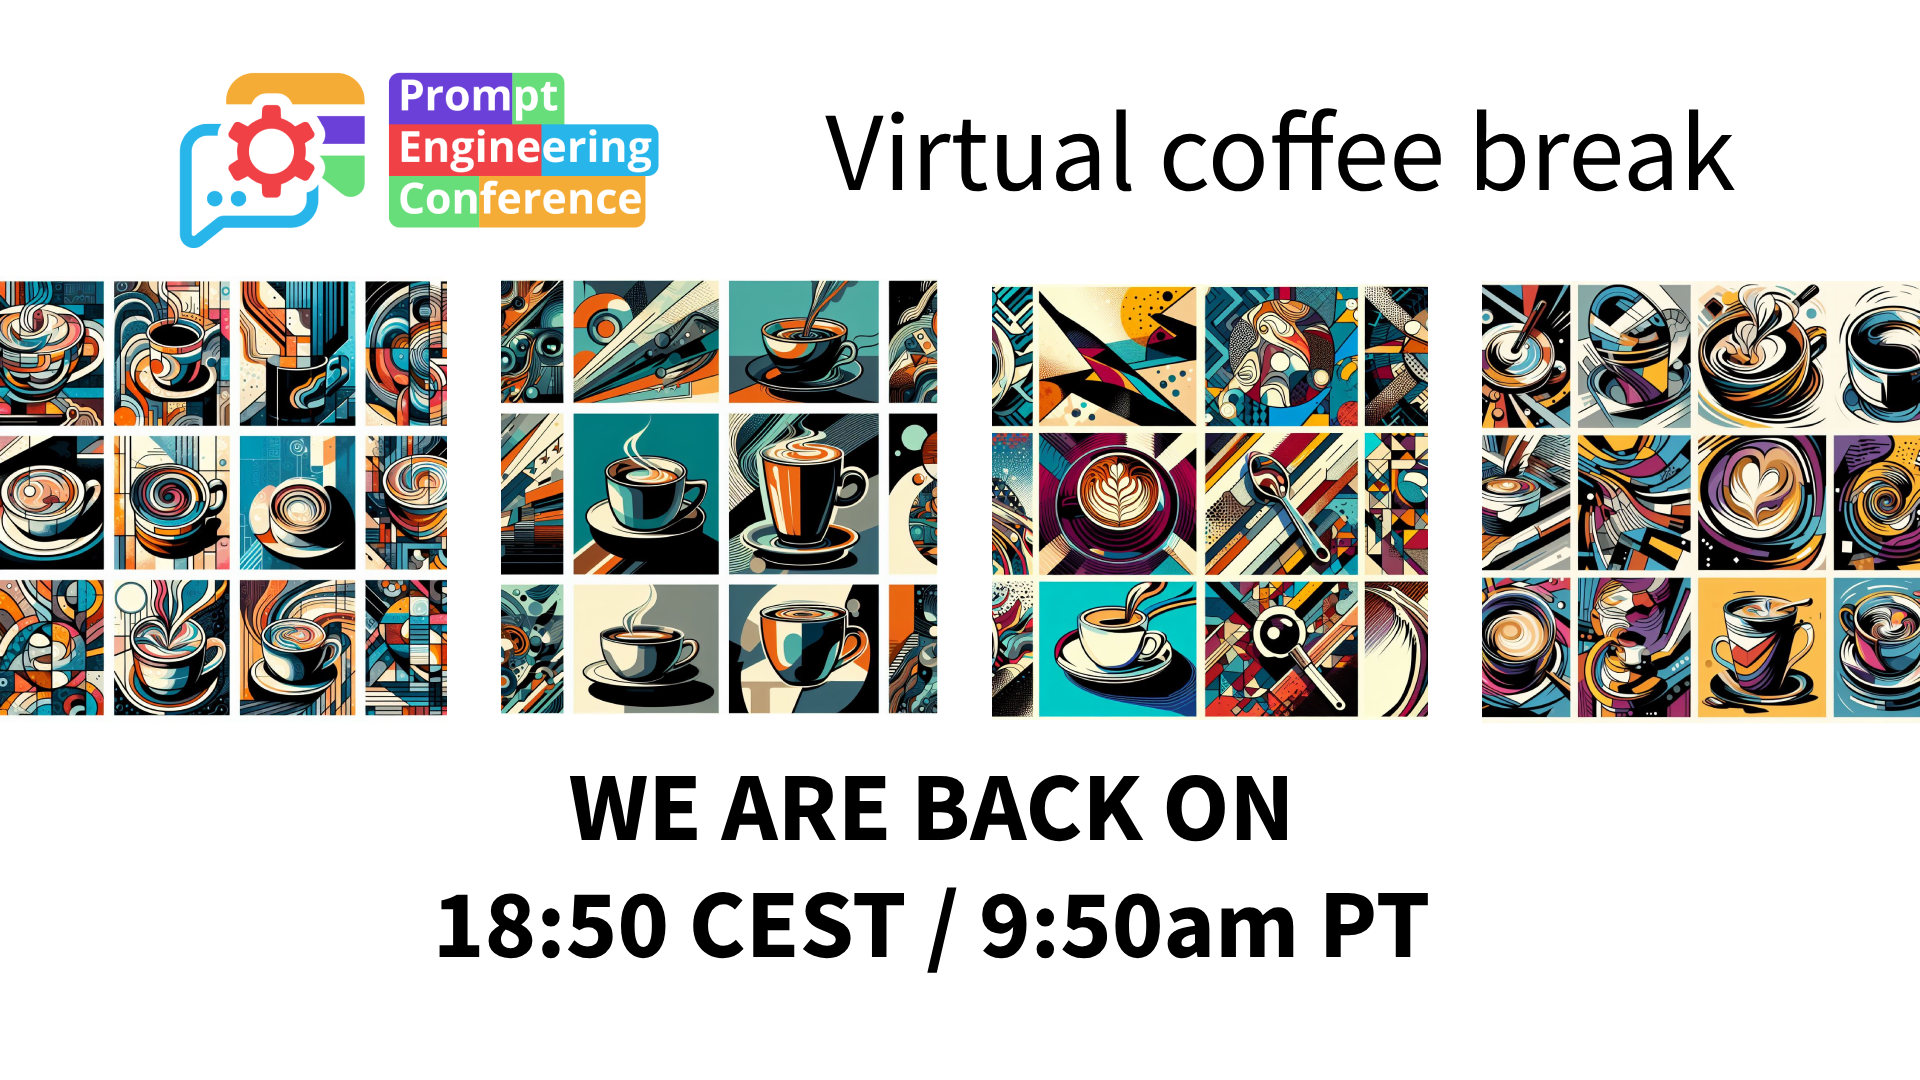 Prompt
Engineering
Conference
Virtual coffee break
WE ARE BACK ON
18:50 CEST / 9:50am PT